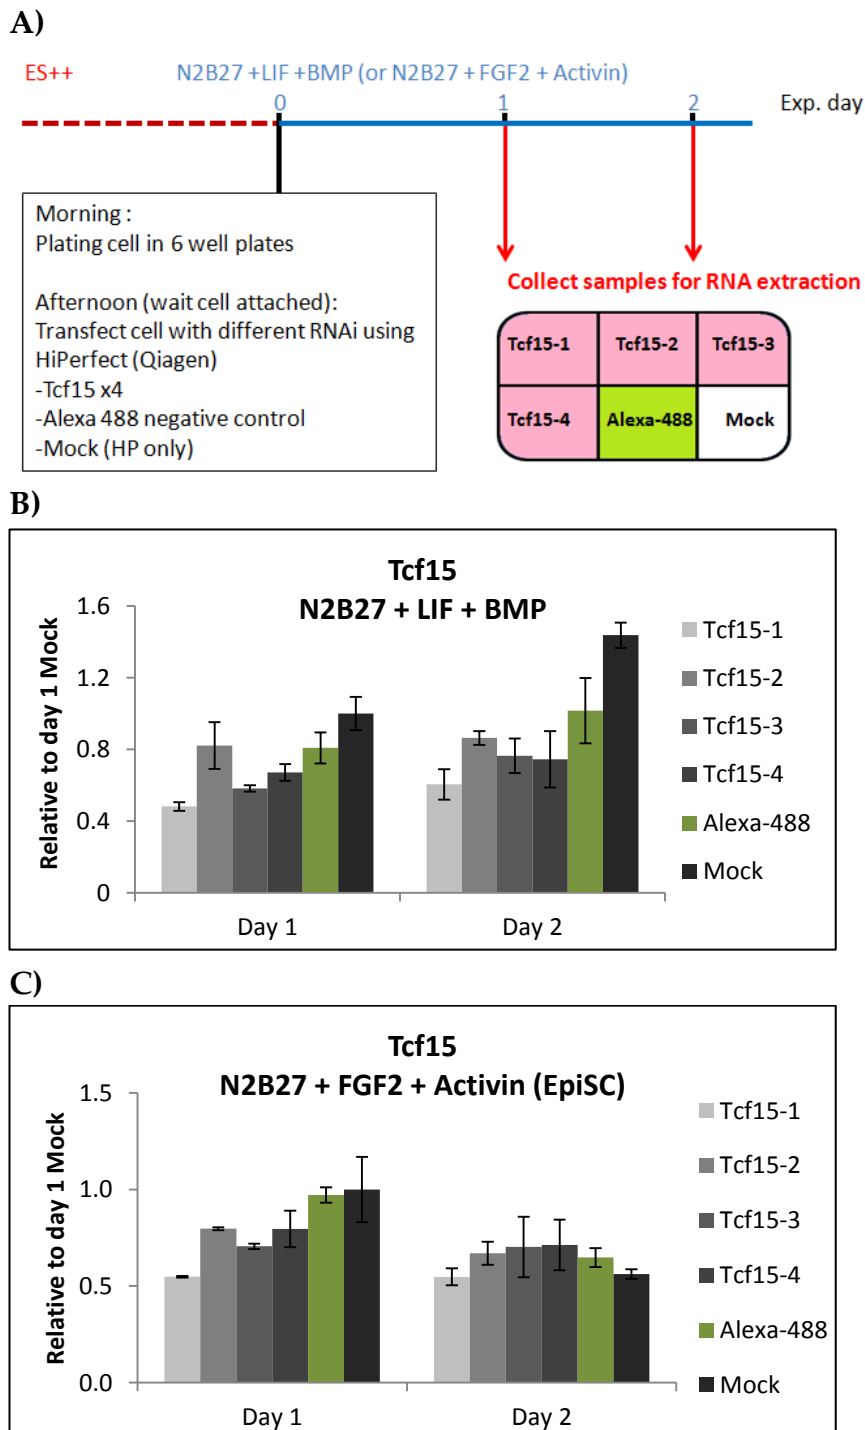 A)
ES++
N2B27 +LIF +BMP (or N2B27 + FGF2 + Activin)
0
1
2
Exp. day
Morning :
Plating cell in 6 well plates
Afternoon (wait cell attached):
Transfect cell with different RNAi using
HiPerfect (Qiagen)
-Tcf15 x4
-Alexa 488 negative control
-Mock (HP only)
Collect samples for RNA extraction
Tcf15-1
Tcf15-2
Tcf15-3
Tcf15-4
Alexa-488
Mock
B)
Tcf15
N2B27 + LIF + BMP
Relative to day 1 Mock
1.6
1.2
0.8
0.4
0
Day 1
Day 2
Tcf15-1
Tcf15-2
Tcf15-3
Tcf15-4
Alexa-488
Mock
C)
Tcf15
N2B27 + FGF2 + Activin (EpiSC)
Relative to day 1 Mock
1.5
1.0
0.5
0.0
Day 1
Day 2
Tcf15-1
Tcf15-2
Tcf15-3
Tcf15-4
Alexa-488
Mock